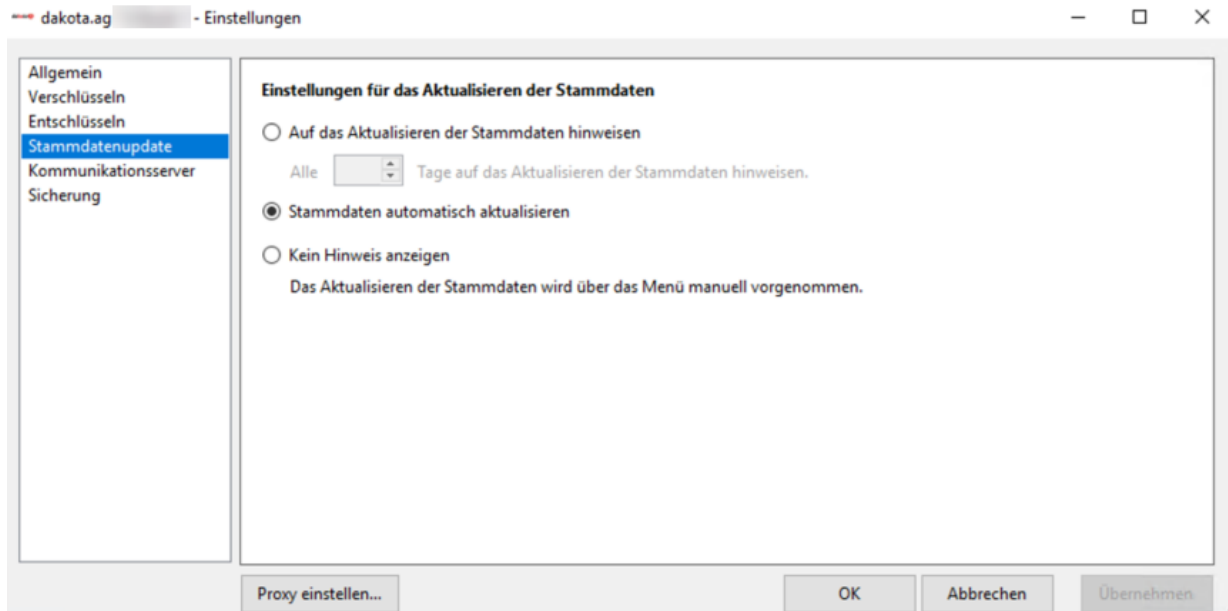 dakota.ag - Einstellungen
Allgemein
Verschlüsseln
Entschlüsseln
Stammdatenupdate
Kommunikationsserver
Sicherung
Einstellungen für das Aktualisieren der Stammdaten
Auf das Aktualisieren der Stammdaten hinweisen
Alle Tage auf das Aktualisieren der Stammdaten hinweisen.
Stammdaten automatisch aktualisieren
Kein Hinweis anzeigen
Das Aktualisieren der Stammdaten wird über das Menü manuell vorgenommen.
Proxy einstellen... OK Abbrechen Übernehmen